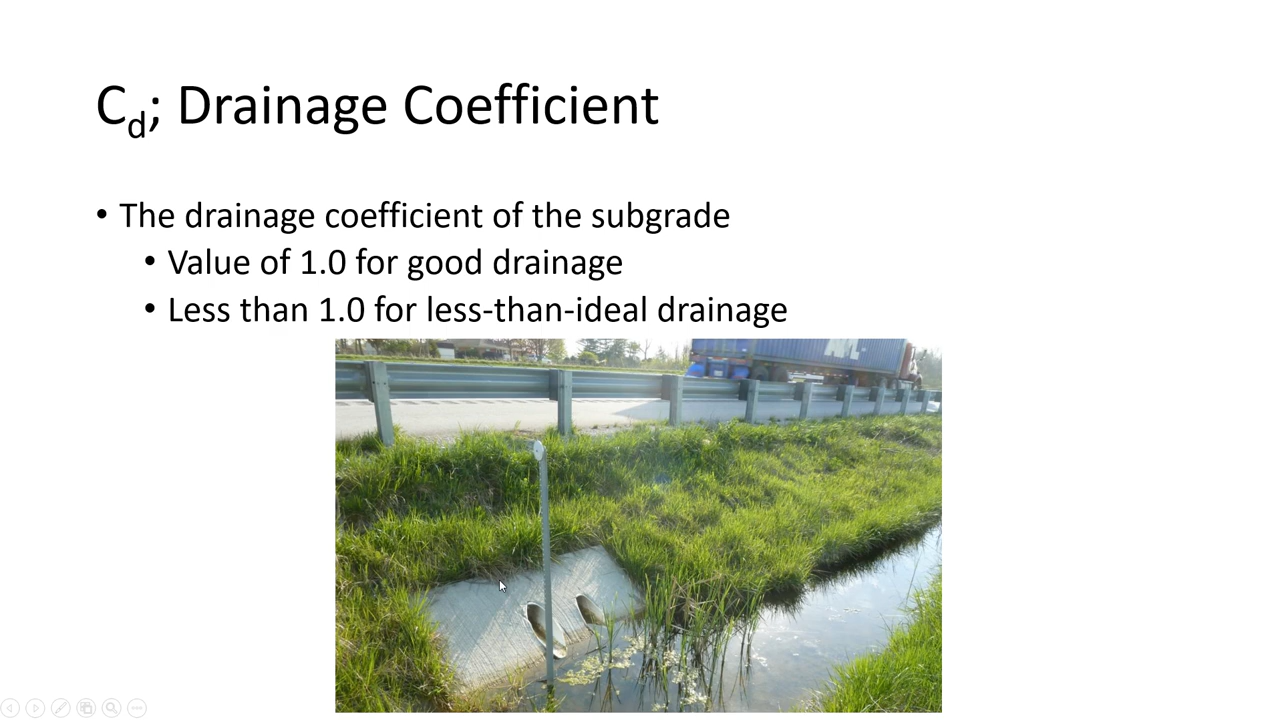 C_d; Drainage Coefficient
• The drainage coefficient of the subgrade
• Value of 1.0 for good drainage
• Less than 1.0 for less-than-ideal drainage